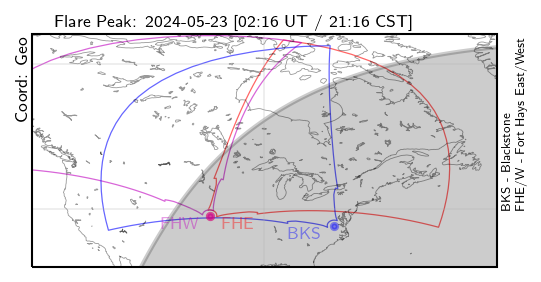 Flare Peak: 2024-05-23 [02:16 UT / 21:16 CST]
Coord: Geo
FHW
FHE
BKS
BKS - Blackstone
FHE/W - Fort Hays East/West